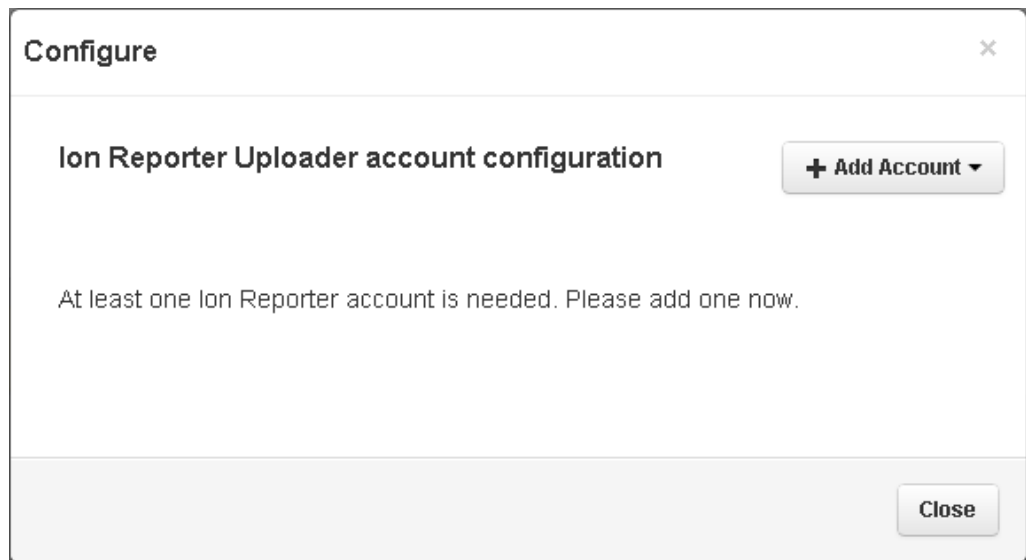 Configure
×
Ion Reporter Uploader account configuration
+ Add Account
At least one Ion Reporter account is needed. Please add one now.
Close